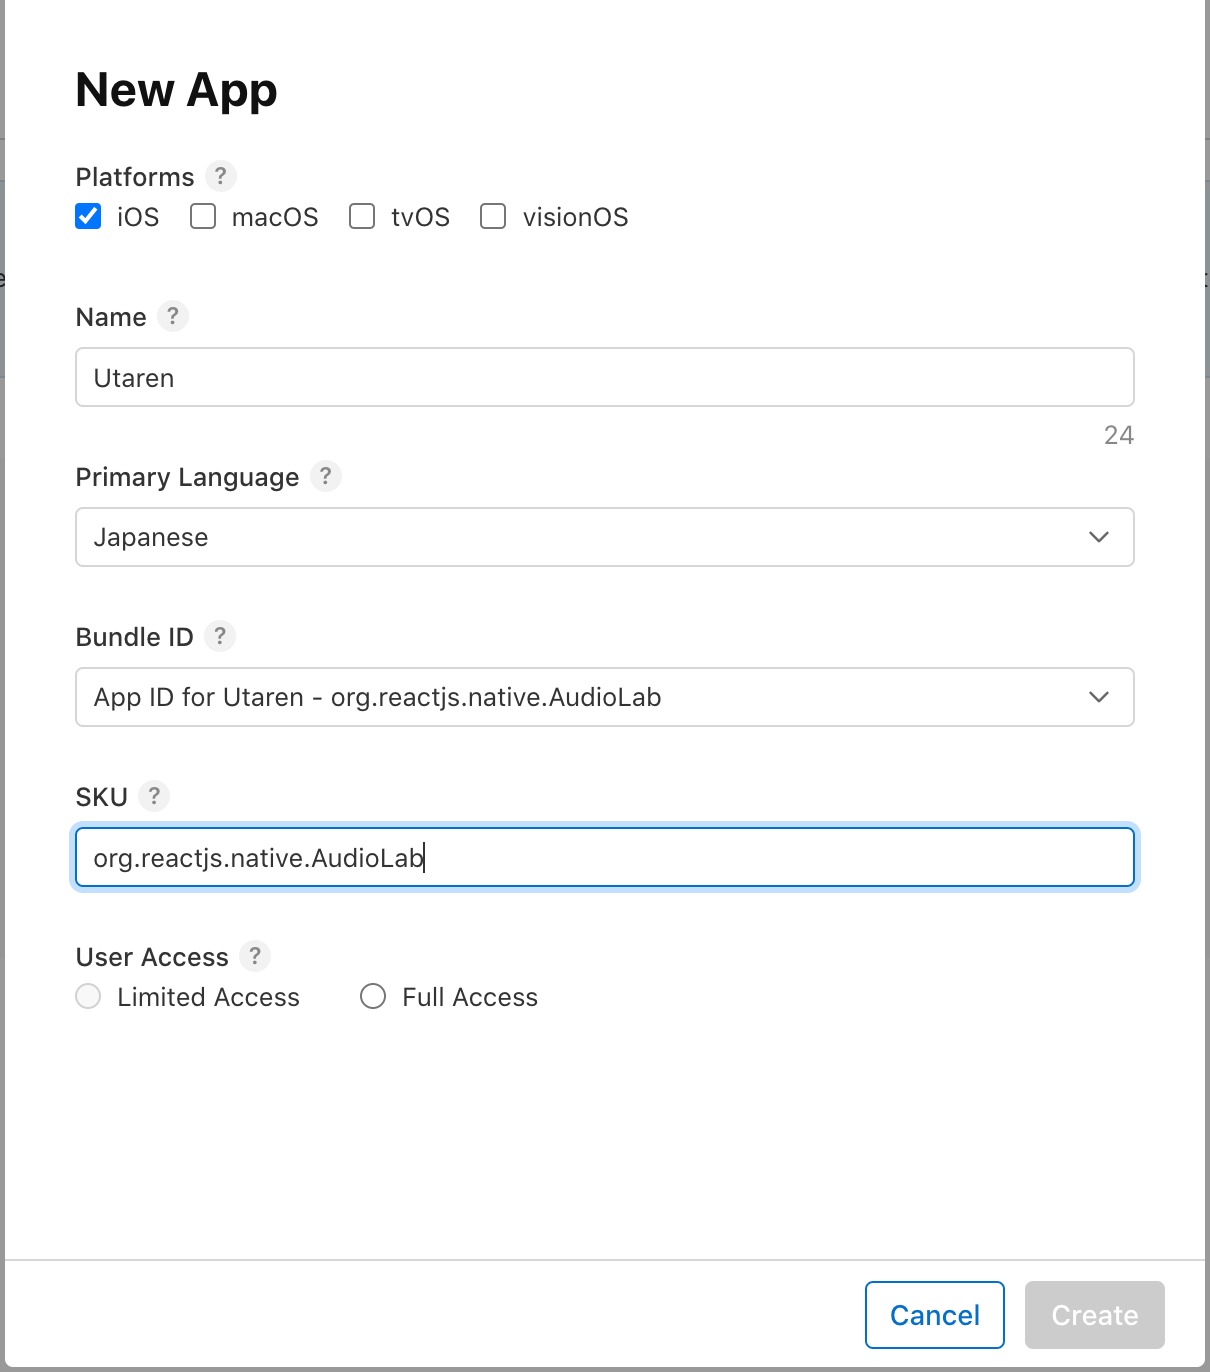 New App
Platforms ?
iOS macOS tvOS visionOS
Name ?
Utaren
24
Primary Language ?
Japanese
Bundle ID ?
App ID for Utaren - org.reactjs.native.AudioLab
SKU ?
org.reactjs.native.AudioLab
User Access ?
Limited Access Full Access
Cancel Create